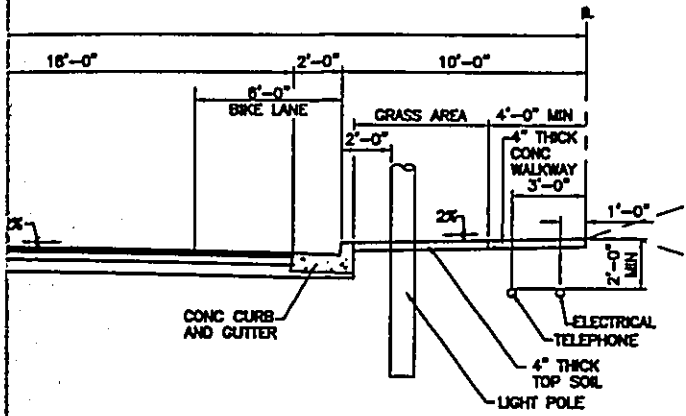 PL
16'-0" 2'-0" 10'-0"
6'-0"
BIKE LANE
GRASS AREA 4'-0" MIN
2'-0"
4" THICK
CONC
WALKWAY
3'-0"
1'-0"
2%
2'-0"
MIN
CONC CURB
AND GUTTER
ELECTRICAL
TELEPHONE
4" THICK
TOP SOIL
LIGHT POLE